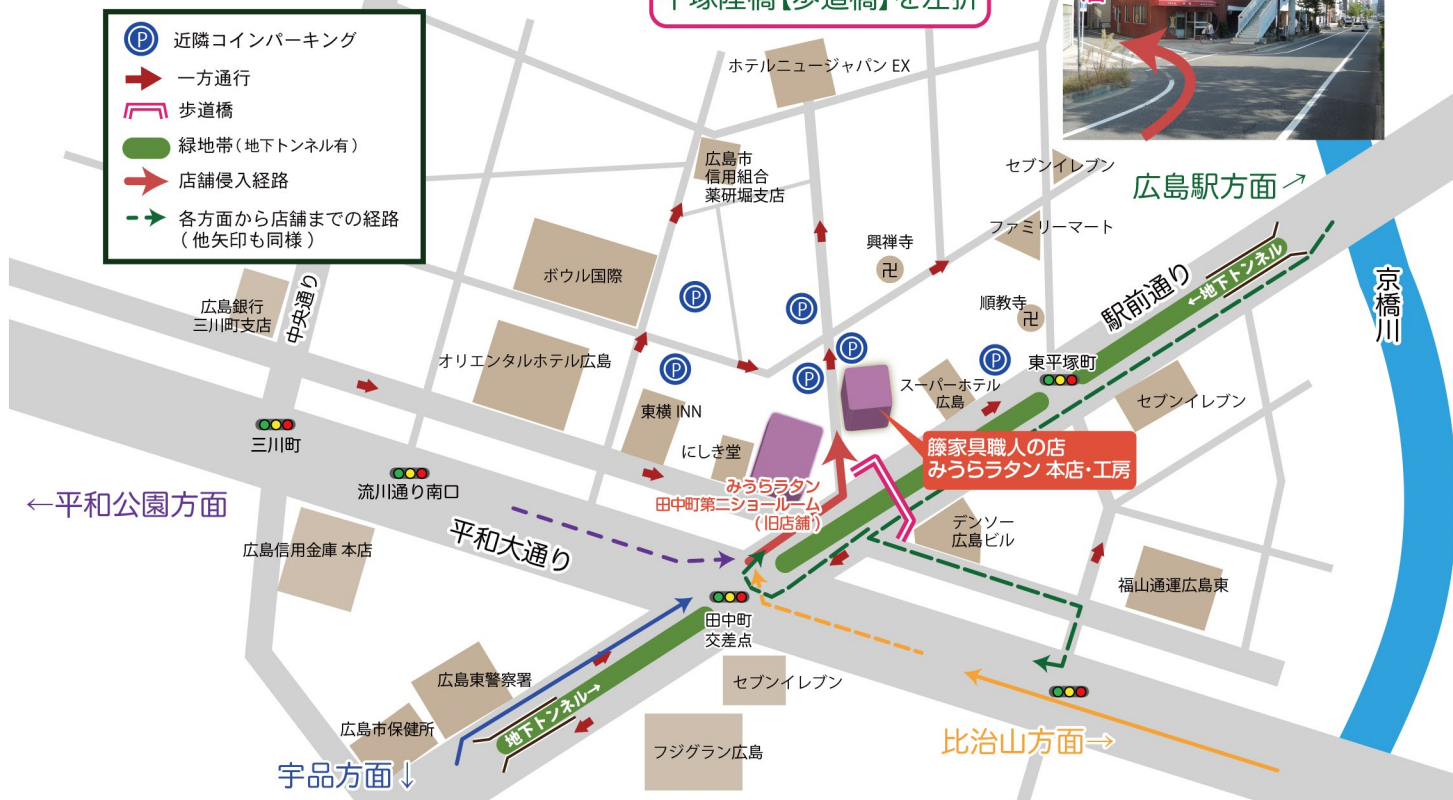 平塚陸橋【歩道橋】を左折
Ⓟ 近隣コインパーキング
一方通行
歩道橋
緑地帯(地下トンネル有)
店舗侵入経路
各方面から店舗までの経路
(他矢印も同様)
ホテルニュージャパン EX
広島市
信用組合
薬研堀支店
セブンイレブン
広島駅方面↗
ファミリーマート
興禅寺
卍
ボウル国際
P
P
順教寺
卍
駅前通り
←地下トンネル
京橋川
広島銀行
三川町支店
中央通り
オリエンタルホテル広島
P
P
P
P
東平塚町
スーパーホテル
広島
セブンイレブン
東横 INN
にしき堂
三川町
流川通り南口
籐家具職人の店
みうらラタン 本店・工房
みうらラタン
田中町第二ショールーム
(旧店舗)
←平和公園方面
平和大通り
広島信用金庫 本店
デンソー
広島ビル
福山通運広島東
田中町
交差点
広島東警察署
セブンイレブン
地下トンネル→
広島市保健所
フジグラン広島
比治山方面→
宇品方面↓